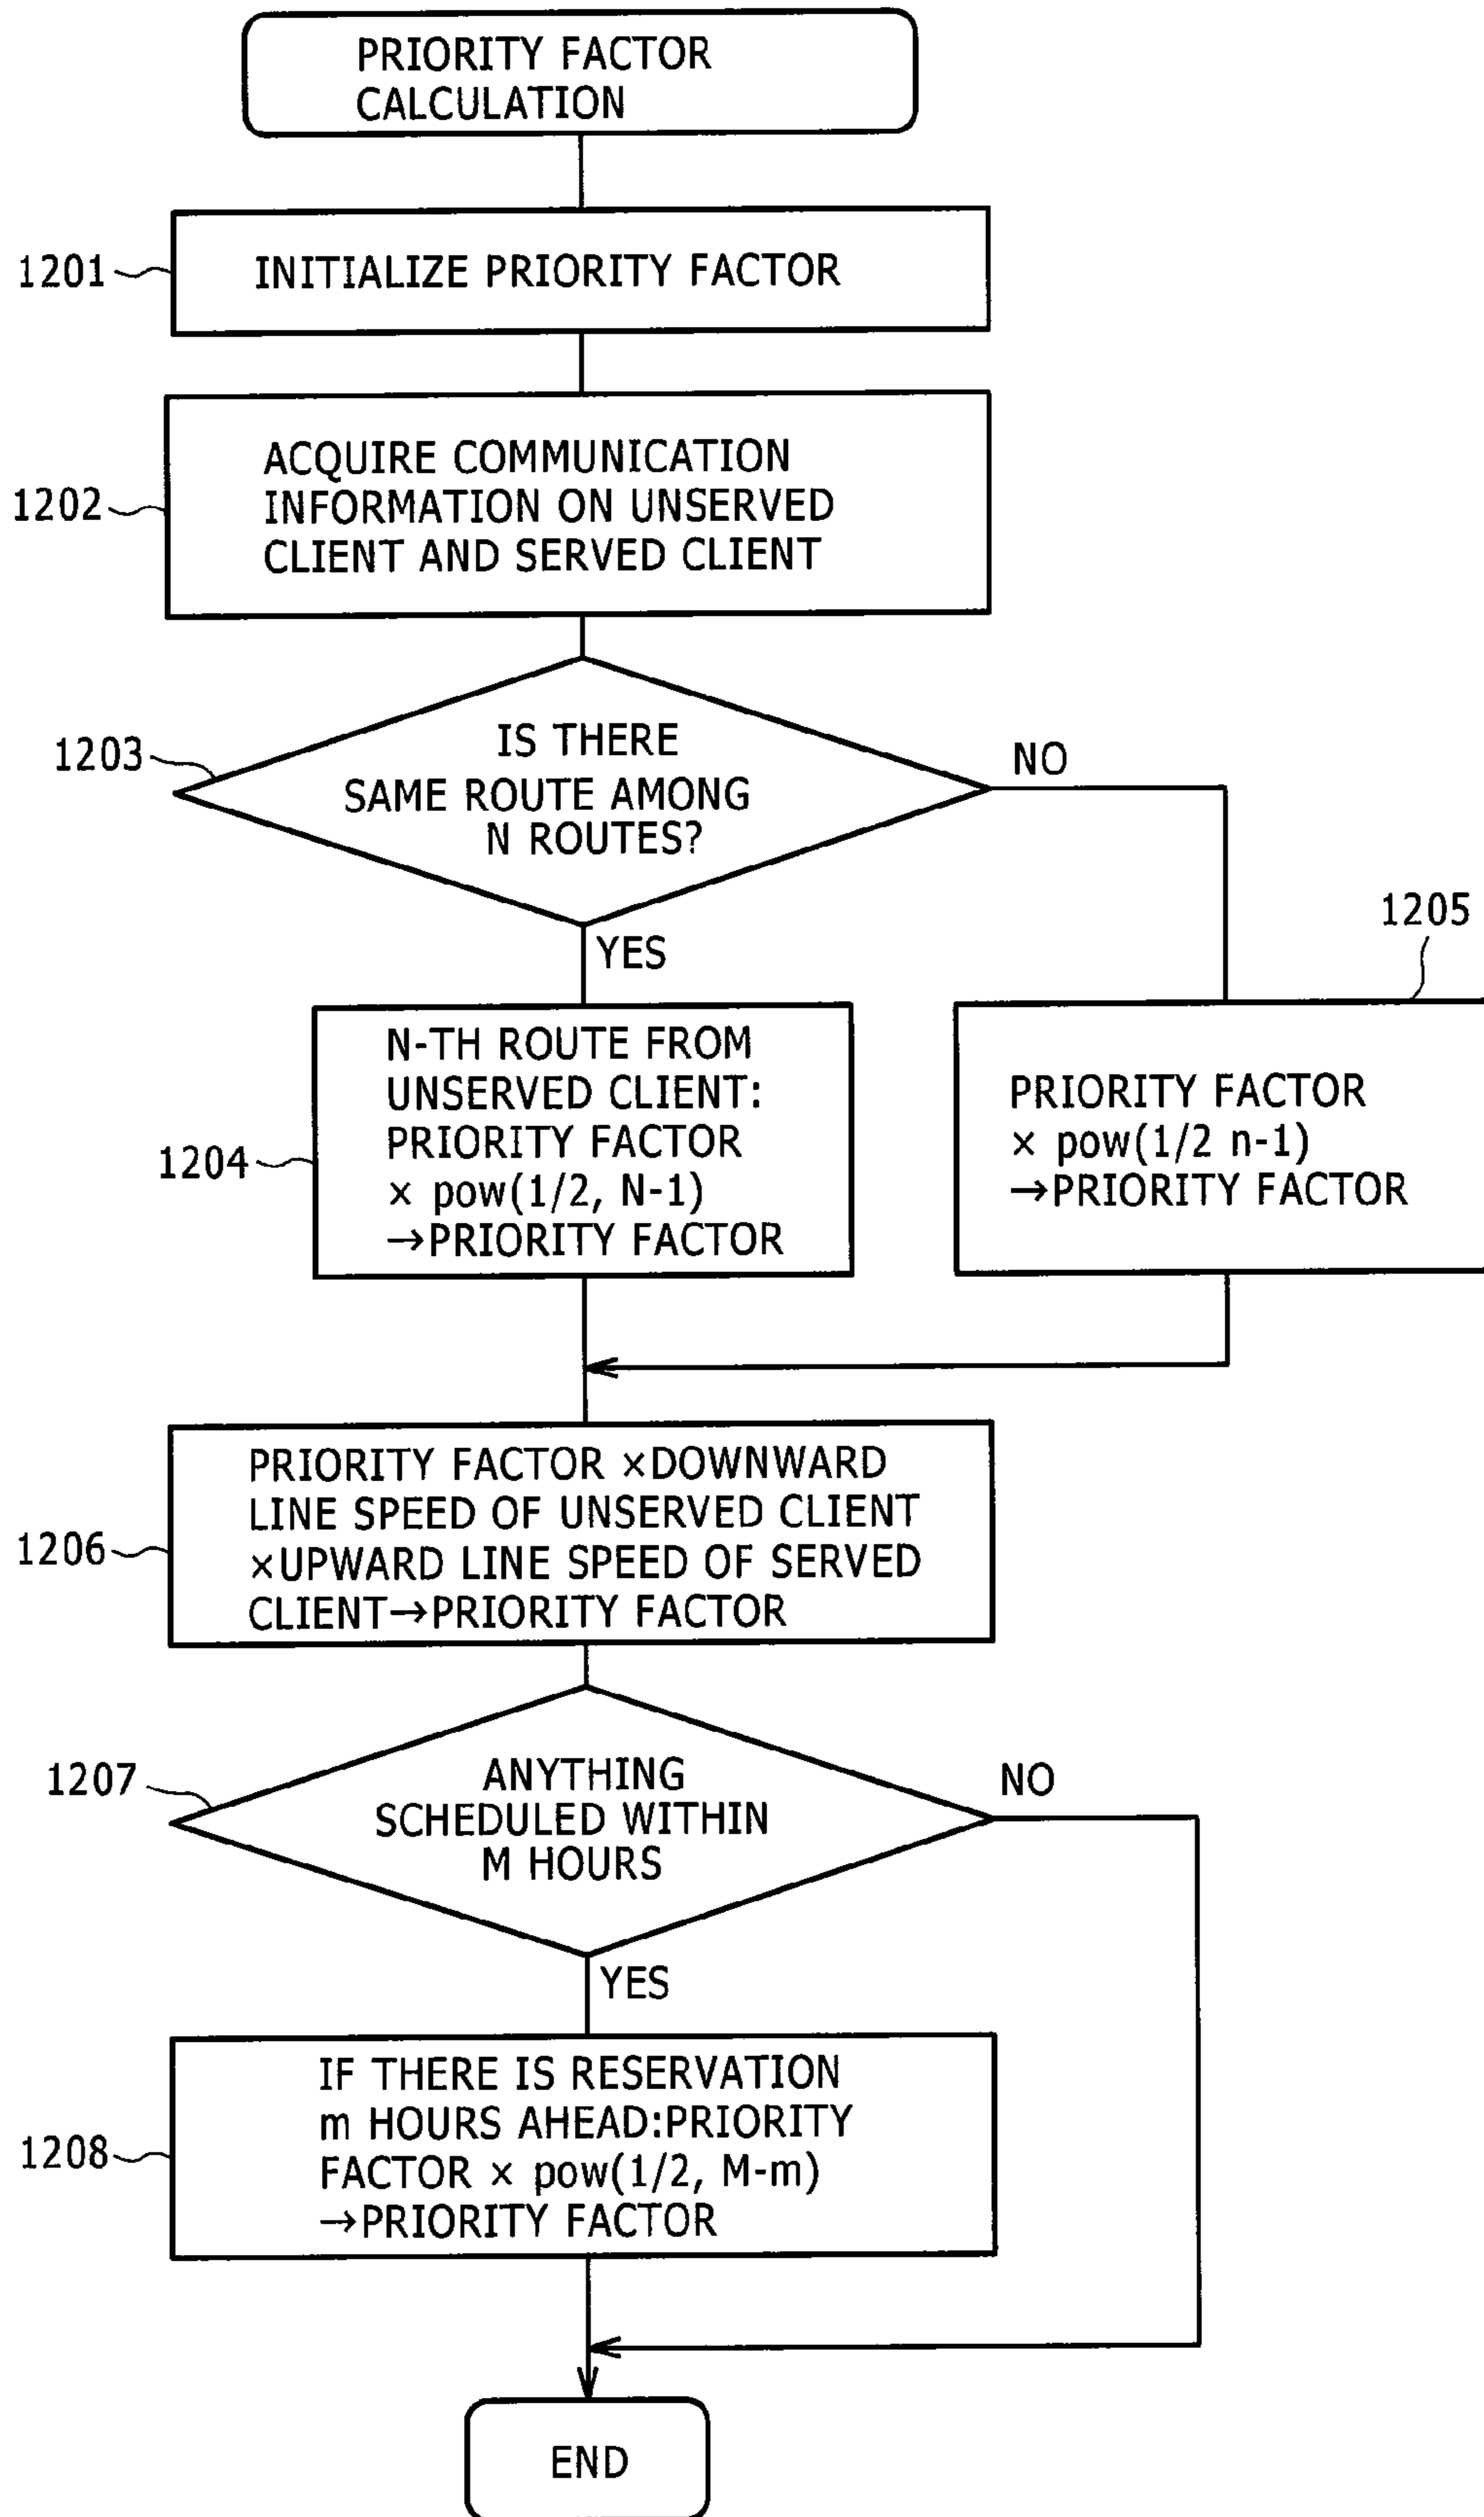 PRIORITY FACTOR
CALCULATION
1201
INITIALIZE PRIORITY FACTOR
1202
ACQUIRE COMMUNICATION
INFORMATION ON UNSERVED
CLIENT AND SERVED CLIENT
1203
IS THERE
SAME ROUTE AMONG
N ROUTES?
NO
YES
1204
N-TH ROUTE FROM
UNSERVED CLIENT:
PRIORITY FACTOR
× pow(1/2, N-1)
→PRIORITY FACTOR
1205
PRIORITY FACTOR
× pow(1/2 n-1)
→PRIORITY FACTOR
1206
PRIORITY FACTOR ×DOWNWARD
LINE SPEED OF UNSERVED CLIENT
×UPWARD LINE SPEED OF SERVED
CLIENT→PRIORITY FACTOR
1207
ANYTHING
SCHEDULED WITHIN
M HOURS
NO
YES
1208
IF THERE IS RESERVATION
m HOURS AHEAD:PRIORITY
FACTOR × pow(1/2, M-m)
→PRIORITY FACTOR
END